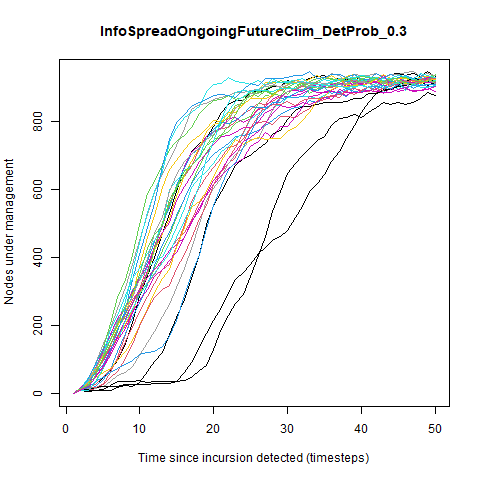 InfoSpreadOngoingFutureClim_DetProb_0.3
Nodes under management
800
600
400
200
0
0 10 20 30 40 50
Time since incursion detected (timesteps)